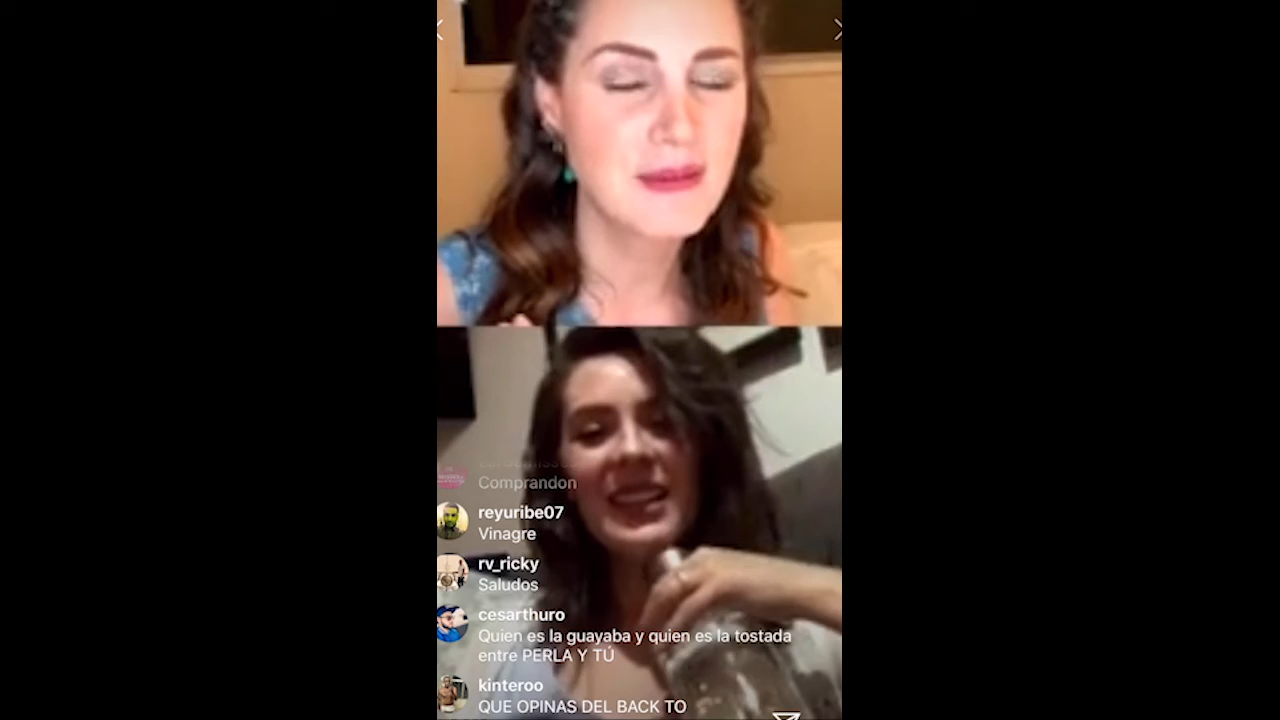 Comprandon
reyuribe07
Vinagre
rv_ricky
Saludos
cesarthuro
Quien es la guayaba y quien es la tostada
entre PERLA Y TÚ
kinteroo
QUE OPINAS DEL BACK TO